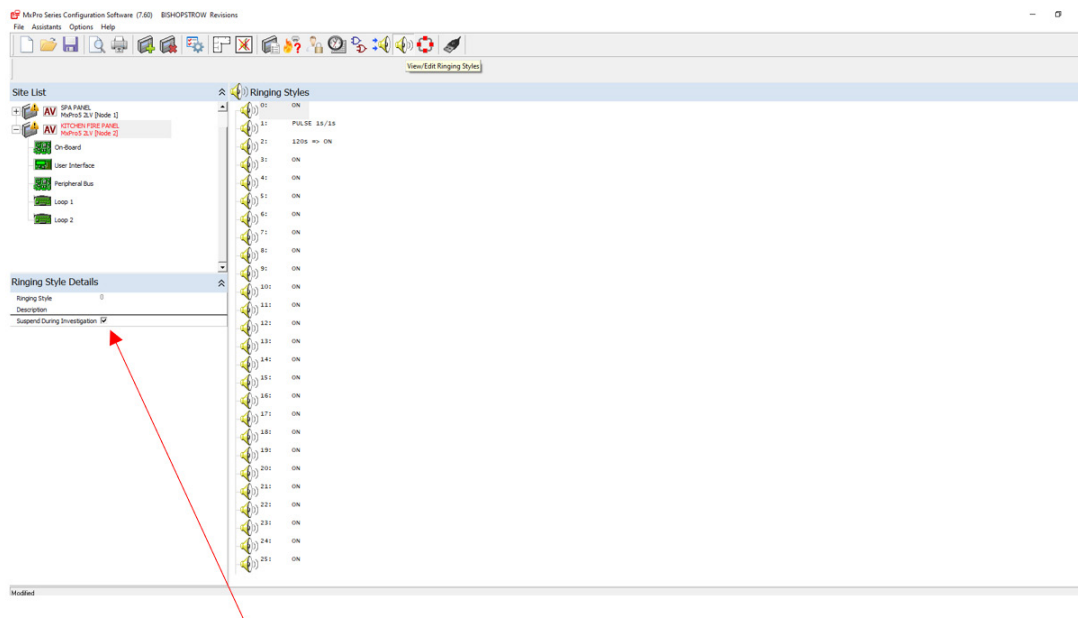 MxPro Series Configuration Software (7.60) BISHOPSTROW Revisions
File Assistants Options Help
View/Edit Ringing Styles
Site List
SPA PANEL
AV MxPro5 2LV [Node 1]
KITCHEN FIRE PANEL
AV MxPro5 2LV [Node 2]
On-Board
User Interface
Peripheral Bus
Loop 1
Loop 2
Ringing Style Details
Ringing Style 0
Description
Suspend During Investigation
Ringing Styles
0: ON
1: PULSE 1s/1s
2: 120s => ON
3: ON
4: ON
5: ON
6: ON
7: ON
8: ON
9: ON
10: ON
11: ON
12: ON
13: ON
14: ON
15: ON
16: ON
17: ON
18: ON
19: ON
20: ON
21: ON
22: ON
23: ON
24: ON
25: ON
Modified